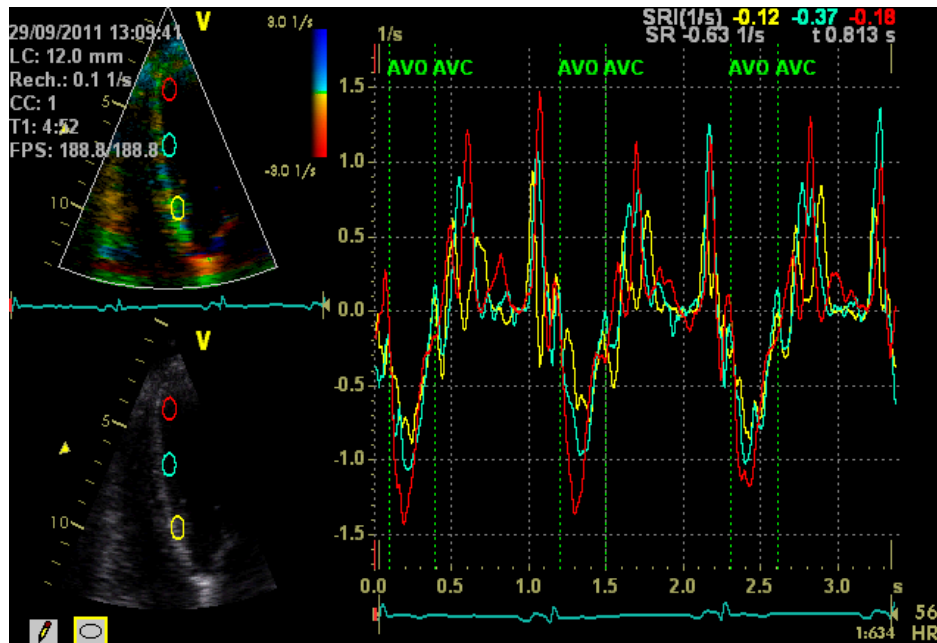 V
29/09/2011 13:09:41
LC: 12.0 mm
Rech.: 0.1 1/s
CC: 1
T1: 4:52
FPS: 188.8/188.8
5
10
9.0 1/s
-9.0 1/s
V
5
10
SRI(1/s) -0.12 -0.37 -0.18
SR -0.63 1/s t 0.813 s
1/s
AVO AVC AVO AVC AVO AVC
1.5
1.0
0.5
0.0
-0.5
-1.0
-1.5
0.0 0.5 1.0 1.5 2.0 2.5 3.0 s
56
1:634 HR